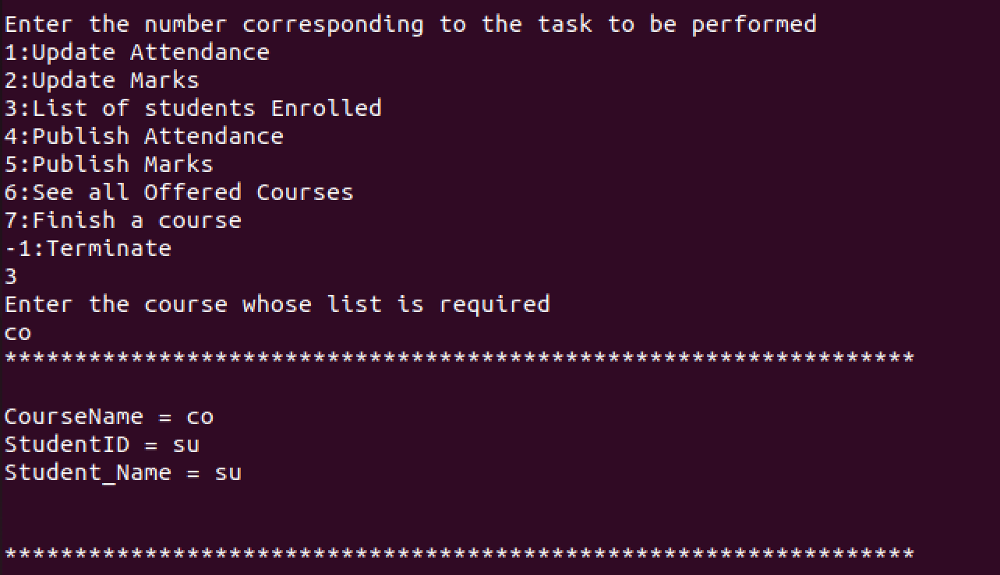 Enter the number corresponding to the task to be performed
1:Update Attendance
2:Update Marks
3:List of students Enrolled
4:Publish Attendance
5:Publish Marks
6:See all Offered Courses
7:Finish a course
-1:Terminate
3
Enter the course whose list is required
co
*****************************************************************
CourseName = co
StudentID = su
Student_Name = su
*****************************************************************